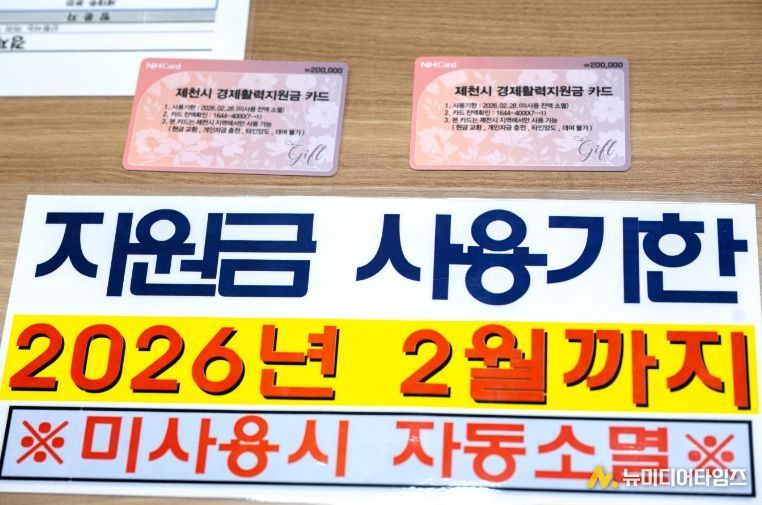 방 문 자
NHCard
₩200,000
제천시 경제활력지원금 카드
1. 사용기한 : 2026. 02. 28.(미사용 잔액 소멸)
2. 카드 잔액확인 : 1644-4000(7→1)
3. 본 카드는 제천시 지역에서만 사용 가능
( 현금 교환 , 개인자금 충전 , 타인양도 , 대여 불가 )
Gift
NHCard
₩200,000
제천시 경제활력지원금 카드
1. 사용기한 : 2026. 02. 28.(미사용 잔액 소멸)
2. 카드 잔액확인 : 1644-4000(7→1)
3. 본 카드는 제천시 지역에서만 사용 가능
( 현금 교환 , 개인자금 충전 , 타인양도 , 대여 불가 )
Gift
지원금 사용기한
2026년 2월까지
※미사용시 자동소멸※
뉴미디어타임즈